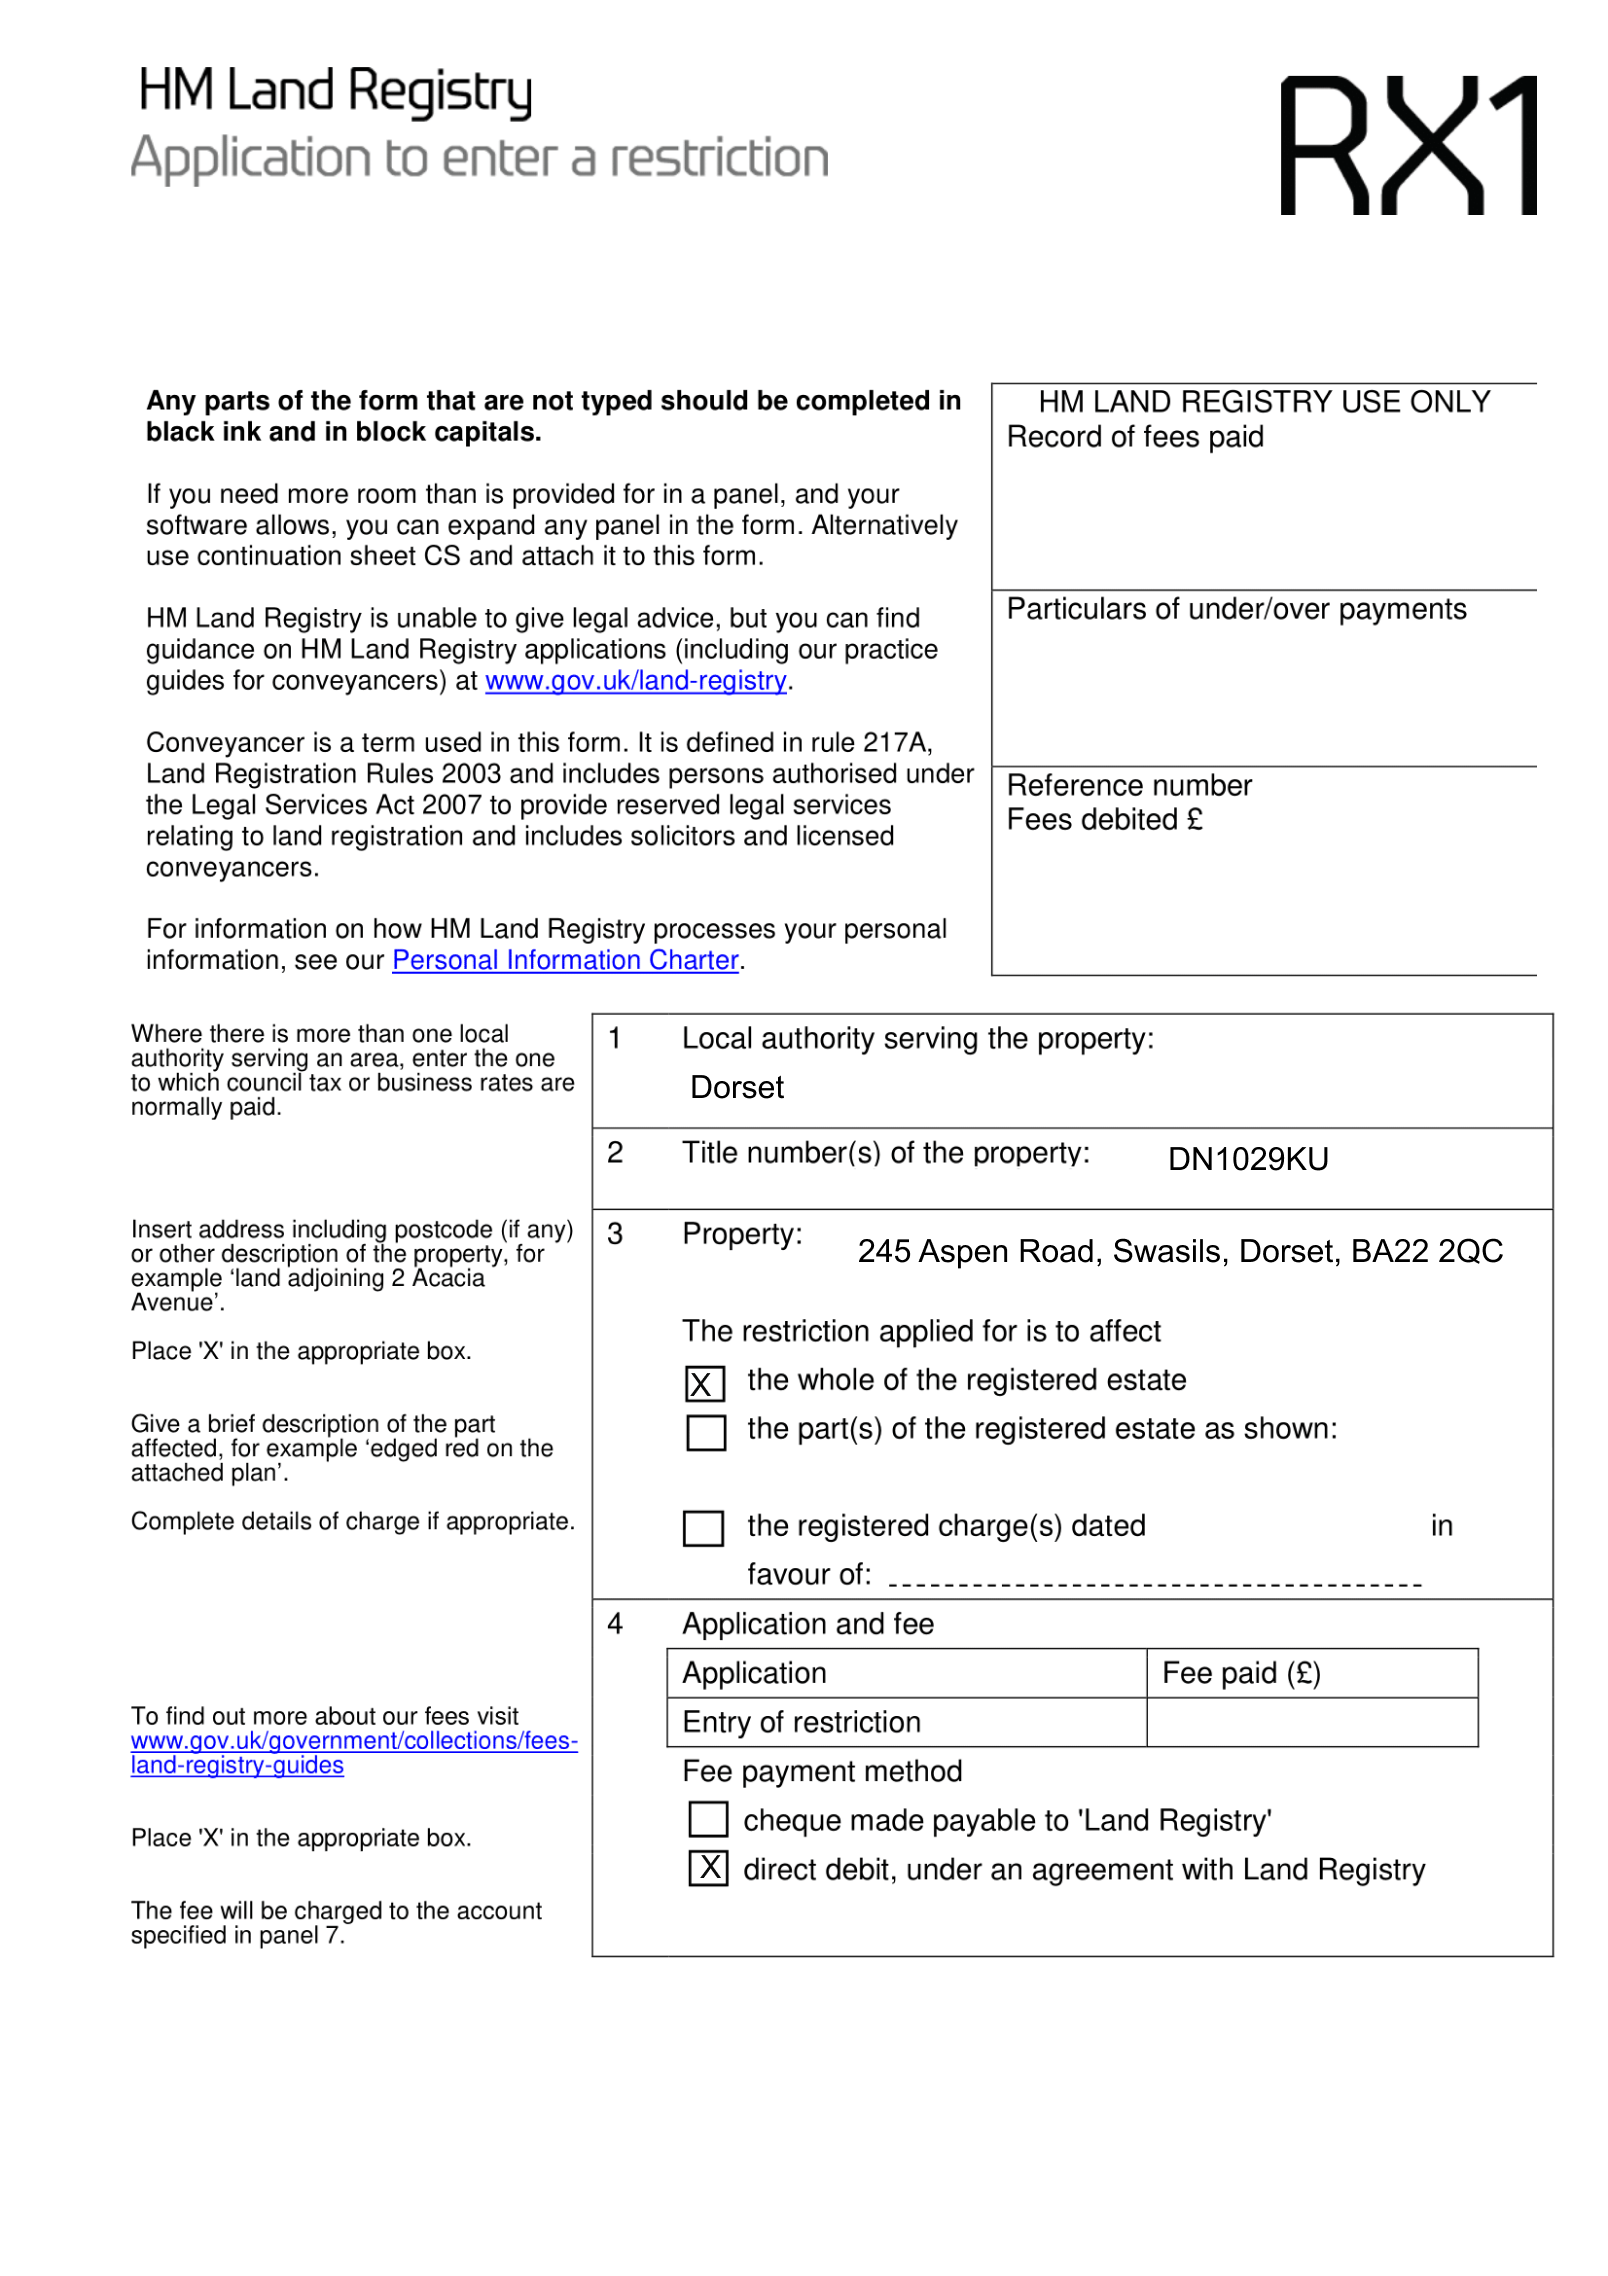 HM Land Registry
Application to enter a restriction
RX1
Any parts of the form that are not typed should be completed in
black ink and in block capitals.
If you need more room than is provided for in a panel, and your
software allows, you can expand any panel in the form. Alternatively
use continuation sheet CS and attach it to this form.
HM Land Registry is unable to give legal advice, but you can find
guidance on HM Land Registry applications (including our practice
guides for conveyancers) at www.gov.uk/land-registry.
Conveyancer is a term used in this form. It is defined in rule 217A,
Land Registration Rules 2003 and includes persons authorised under
the Legal Services Act 2007 to provide reserved legal services
relating to land registration and includes solicitors and licensed
conveyancers.
For information on how HM Land Registry processes your personal
information, see our Personal Information Charter.
HM LAND REGISTRY USE ONLY
Record of fees paid
Particulars of under/over payments
Reference number
Fees debited £
Where there is more than one local
authority serving an area, enter the one
to which council tax or business rates are
normally paid.
1 Local authority serving the property:
Dorset
2 Title number(s) of the property: DN1029KU
Insert address including postcode (if any)
or other description of the property, for
example ‘land adjoining 2 Acacia
Avenue’.
3 Property: 245 Aspen Road, Swasils, Dorset, BA22 2QC
The restriction applied for is to affect
Place 'X' in the appropriate box.
X the whole of the registered estate
Give a brief description of the part
affected, for example ‘edged red on the
attached plan’.
the part(s) of the registered estate as shown:
Complete details of charge if appropriate.
the registered charge(s) dated in
favour of:
4 Application and fee
Application Fee paid (£)
Entry of restriction
To find out more about our fees visit
www.gov.uk/government/collections/fees-
land-registry-guides
Fee payment method
Place 'X' in the appropriate box.
cheque made payable to 'Land Registry'
X direct debit, under an agreement with Land Registry
The fee will be charged to the account
specified in panel 7.